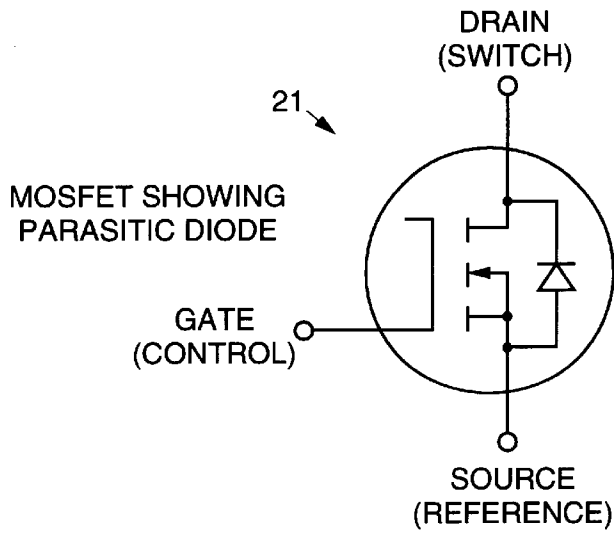 DRAIN
(SWITCH)
21
MOSFET SHOWING
PARASITIC DIODE
GATE
(CONTROL)
SOURCE
(REFERENCE)